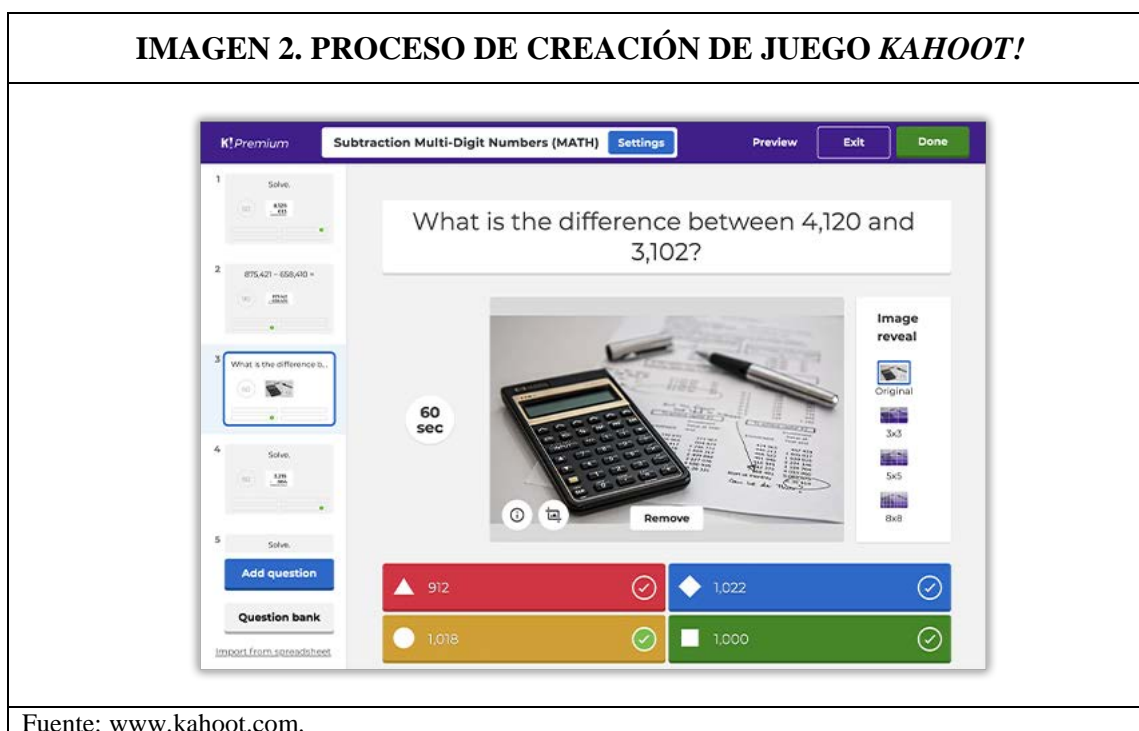 IMAGEN 2. PROCESO DE CREACIÓN DE JUEGO KAHOOT!
K! Premium
Subtraction Multi-Digit Numbers (MATH)
Settings
Preview
Exit
Done
1
Solve.
2
875,421 - 658,410 =
3
What is the difference b...
60
4
Solve.
5
Solve.
Add question
Question bank
Import from spreadsheet
What is the difference between 4,120 and
3,102?
60
sec
Remove
Image
reveal
Original
3x3
5x5
8x8
912
1,022
1,018
1,000
Fuente: www.kahoot.com.